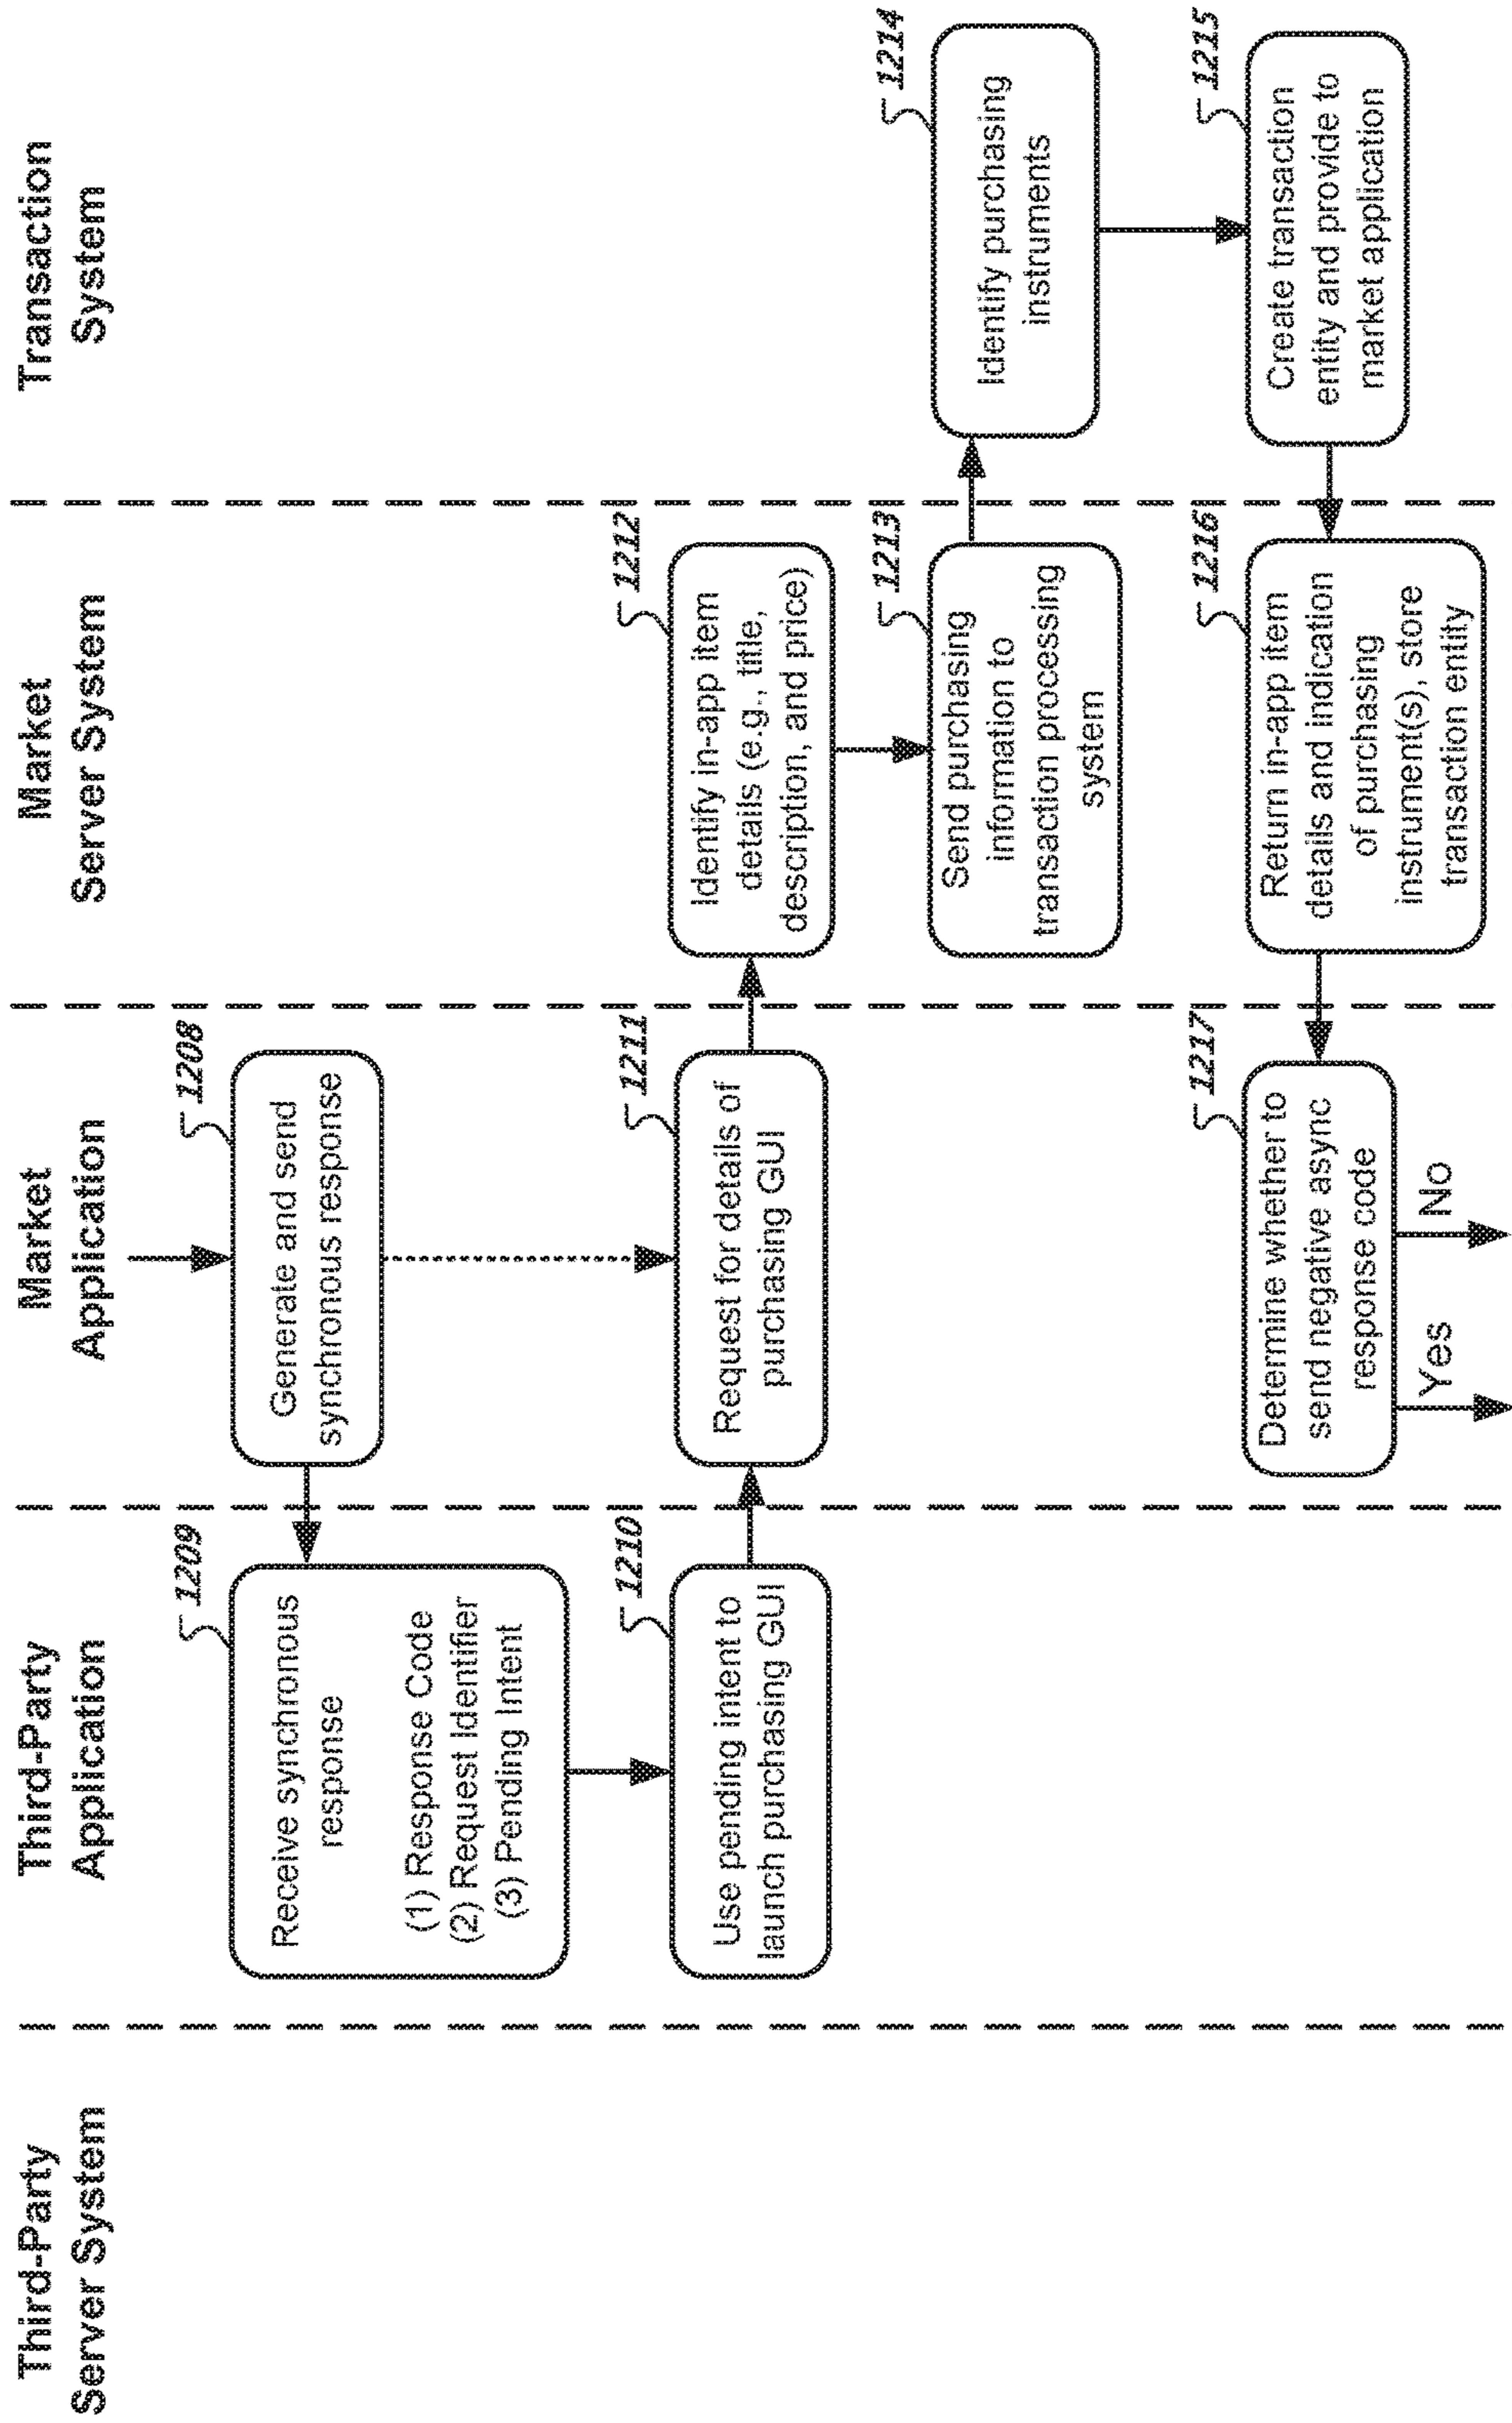 Third-Party
Server System
Third-Party
Application
Market
Application
Market
Server System
Transaction
System
1208
Generate and send
synchronous response
1209
Receive synchronous
response
(1) Response Code
(2) Request Identifier
(3) Pending Intent
1210
Use pending intent to
launch purchasing GUI
1211
Request for details of
purchasing GUI
1212
Identify in-app item
details (e.g., title,
description, and price)
1213
Send purchasing
information to
transaction processing
system
1214
Identify purchasing
instruments
1215
Create transaction
entity and provide to
market application
1216
Return in-app item
details and indication
of purchasing
instrument(s), store
transaction entity
1217
Determine whether to
send negative async
response code
Yes
No